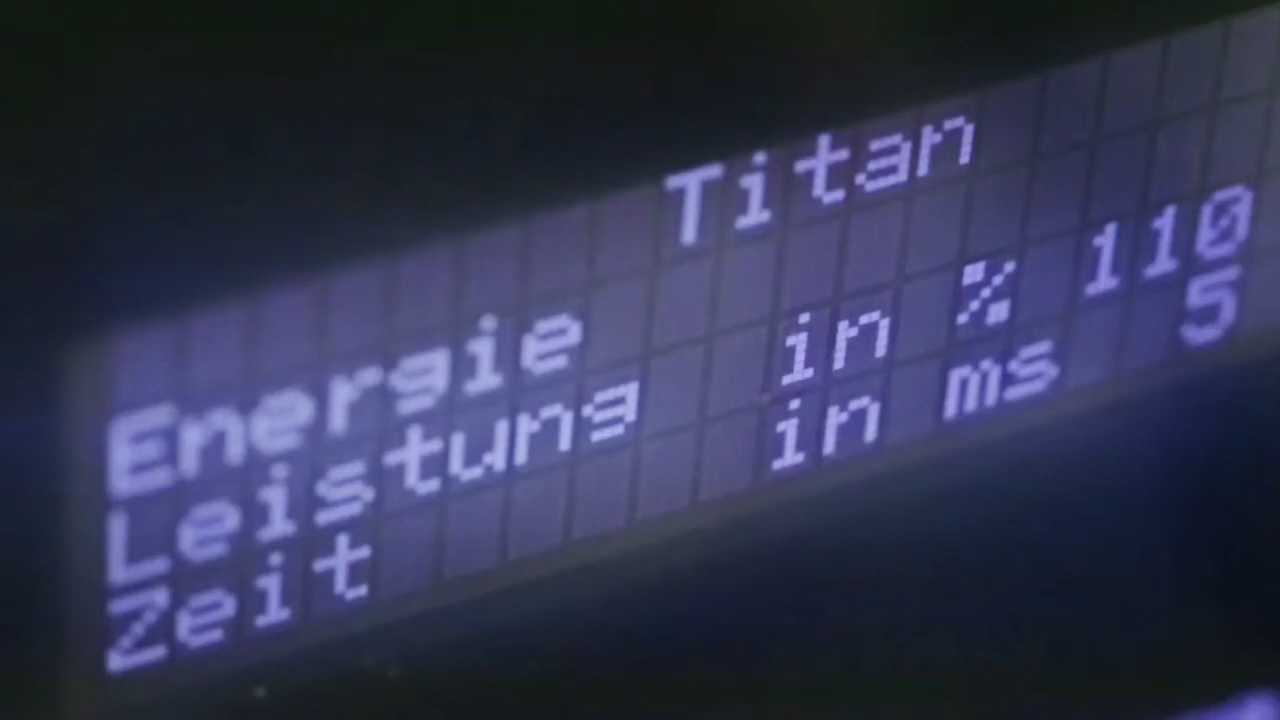 Titan
Energie
Leistung in % 110
Zeit in ms 5